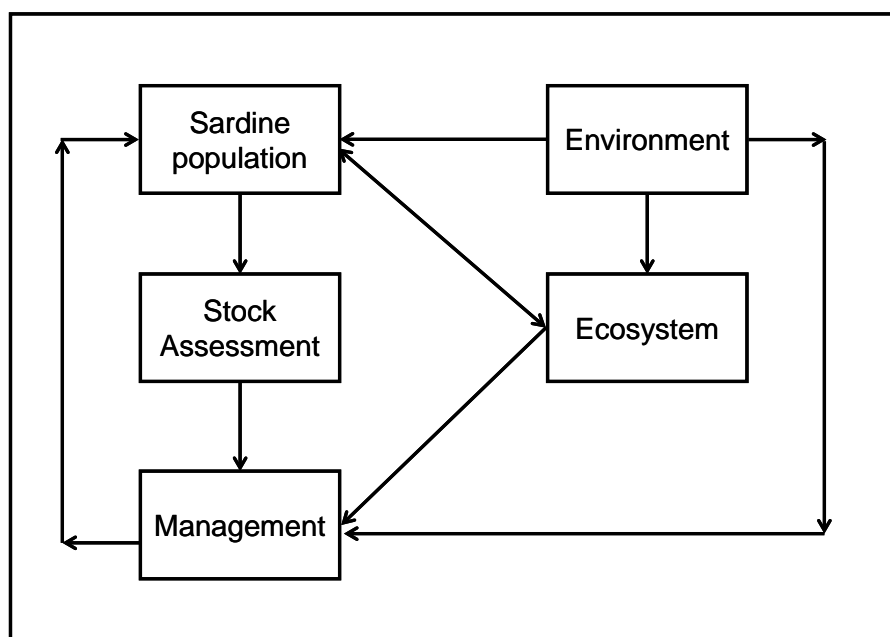 Sardine
population
Environment
Stock
Assessment
Ecosystem
Management